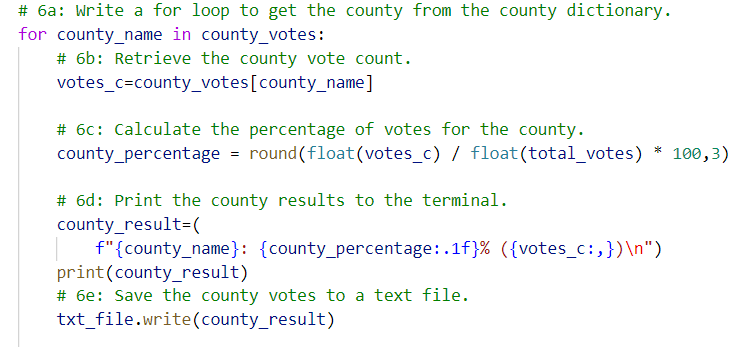 # 6a: Write a for loop to get the county from the county dictionary.
for county_name in county_votes:
    # 6b: Retrieve the county vote count.
    votes_c=county_votes[county_name]

    # 6c: Calculate the percentage of votes for the county.
    county_percentage = round(float(votes_c) / float(total_votes) * 100,3)

    # 6d: Print the county results to the terminal.
    county_result=(
        f"{county_name}: {county_percentage:.1f}% ({votes_c:,})\n")
    print(county_result)
    # 6e: Save the county votes to a text file.
    txt_file.write(county_result)